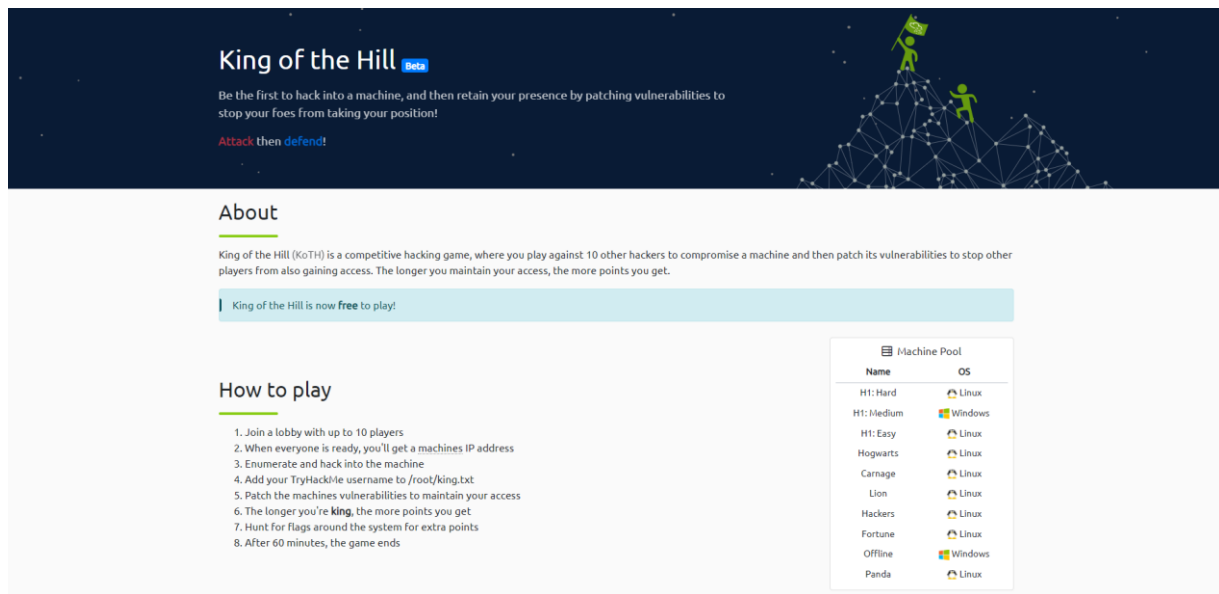 King of the Hill Beta
Be the first to hack into a machine, and then retain your presence by patching vulnerabilities to
stop your foes from taking your position!
Attack then defend!
About
King of the Hill (KoTH) is a competitive hacking game, where you play against 10 other hackers to compromise a machine and then patch its vulnerabilities to stop other
players from also gaining access. The longer you maintain your access, the more points you get.
King of the Hill is now free to play!
How to play
1. Join a lobby with up to 10 players
2. When everyone is ready, you'll get a machines IP address
3. Enumerate and hack into the machine
4. Add your TryHackMe username to /root/king.txt
5. Patch the machines vulnerabilities to maintain your access
6. The longer you're king, the more points you get
7. Hunt for flags around the system for extra points
8. After 60 minutes, the game ends
Machine Pool
Name OS
H1: Hard Linux
H1: Medium Windows
H1: Easy Linux
Hogwarts Linux
Carnage Linux
Lion Linux
Hackers Linux
Fortune Linux
Offline Windows
Panda Linux